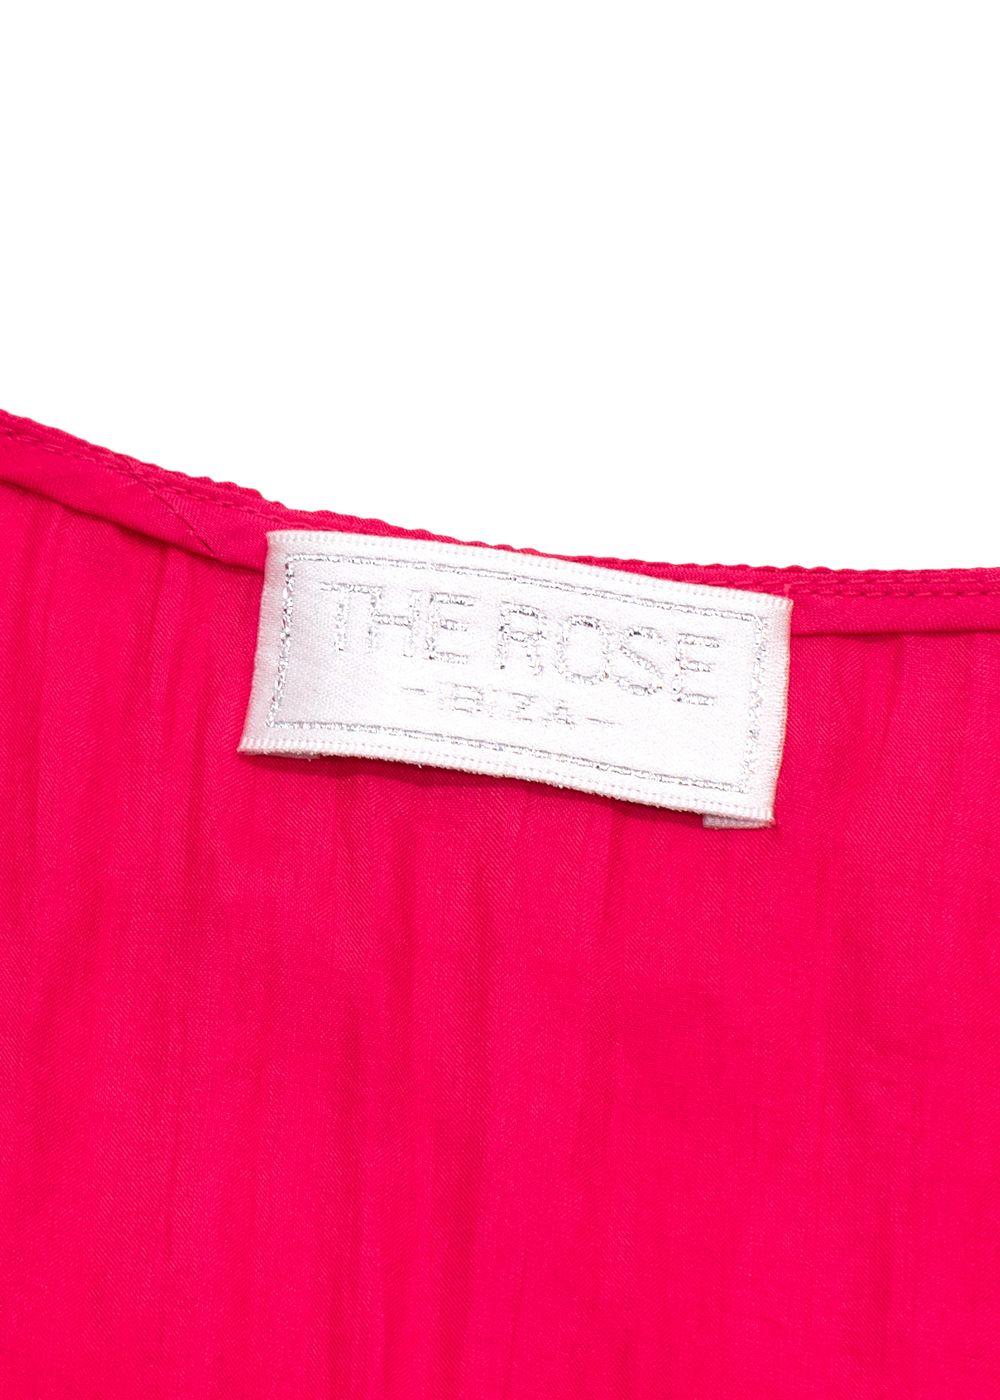 THE ROSE
-IBIZA-